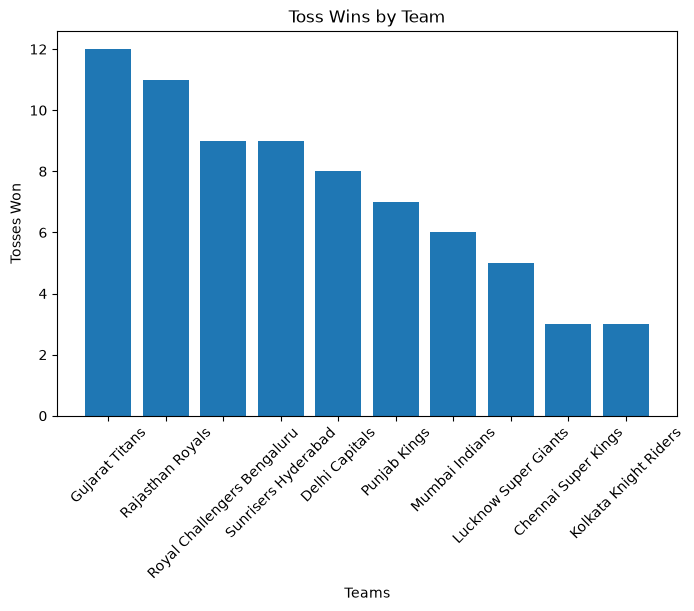 Toss Wins by Team
Tosses Won
12
10
8
6
4
2
0
Gujarat Titans
Rajasthan Royals
Royal Challengers Bengaluru
Sunrisers Hyderabad
Delhi Capitals
Punjab Kings
Mumbai Indians
Lucknow Super Giants
Chennai Super Kings
Kolkata Knight Riders
Teams